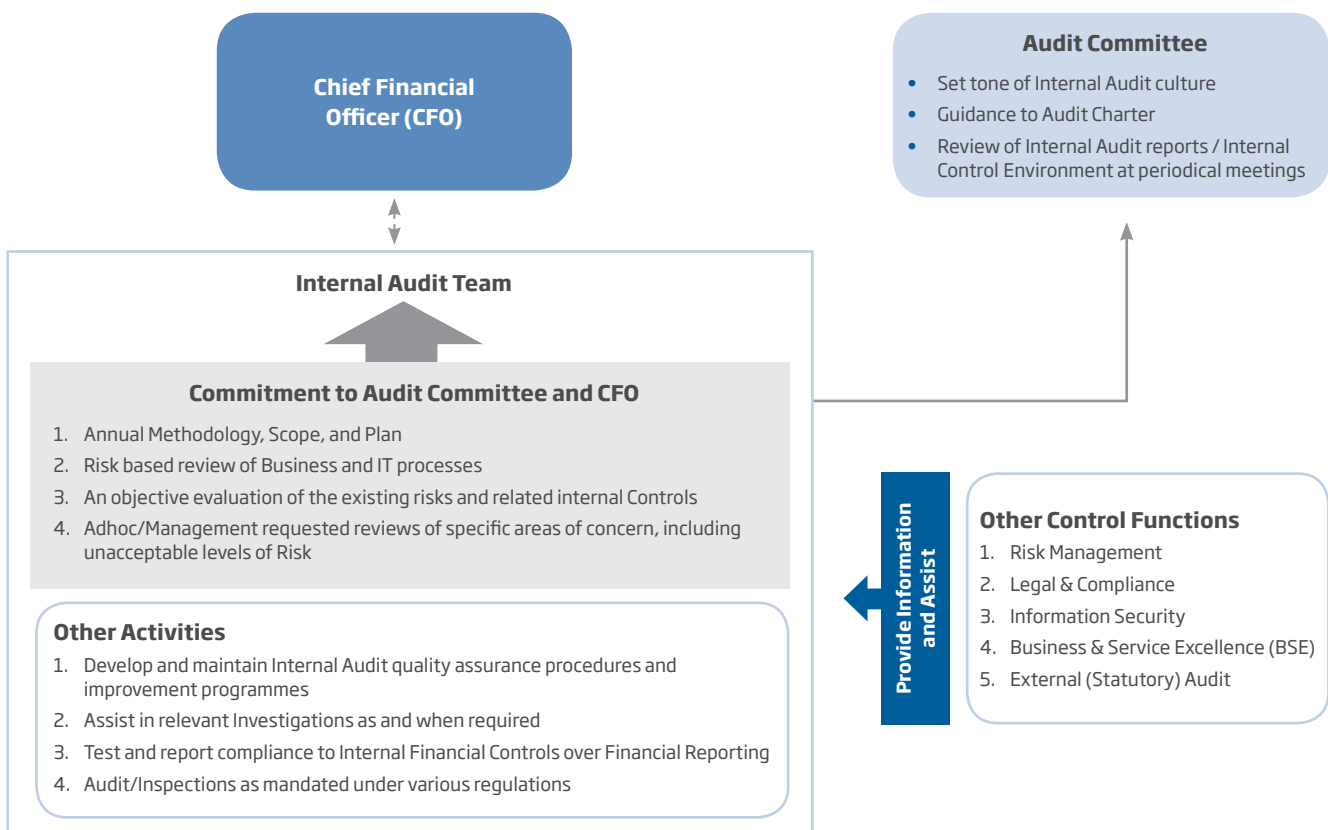 Chief Financial
Officer (CFO)
Audit Committee
• Set tone of Internal Audit culture
• Guidance to Audit Charter
• Review of Internal Audit reports / Internal
Control Environment at periodical meetings
Internal Audit Team
Commitment to Audit Committee and CFO
1. Annual Methodology, Scope, and Plan
2. Risk based review of Business and IT processes
3. An objective evaluation of the existing risks and related internal Controls
4. Adhoc/Management requested reviews of specific areas of concern, including
unacceptable levels of Risk
Other Activities
1. Develop and maintain Internal Audit quality assurance procedures and
improvement programmes
2. Assist in relevant Investigations as and when required
3. Test and report compliance to Internal Financial Controls over Financial Reporting
4. Audit/Inspections as mandated under various regulations
Provide Information
and Assist
Other Control Functions
1. Risk Management
2. Legal & Compliance
3. Information Security
4. Business & Service Excellence (BSE)
5. External (Statutory) Audit